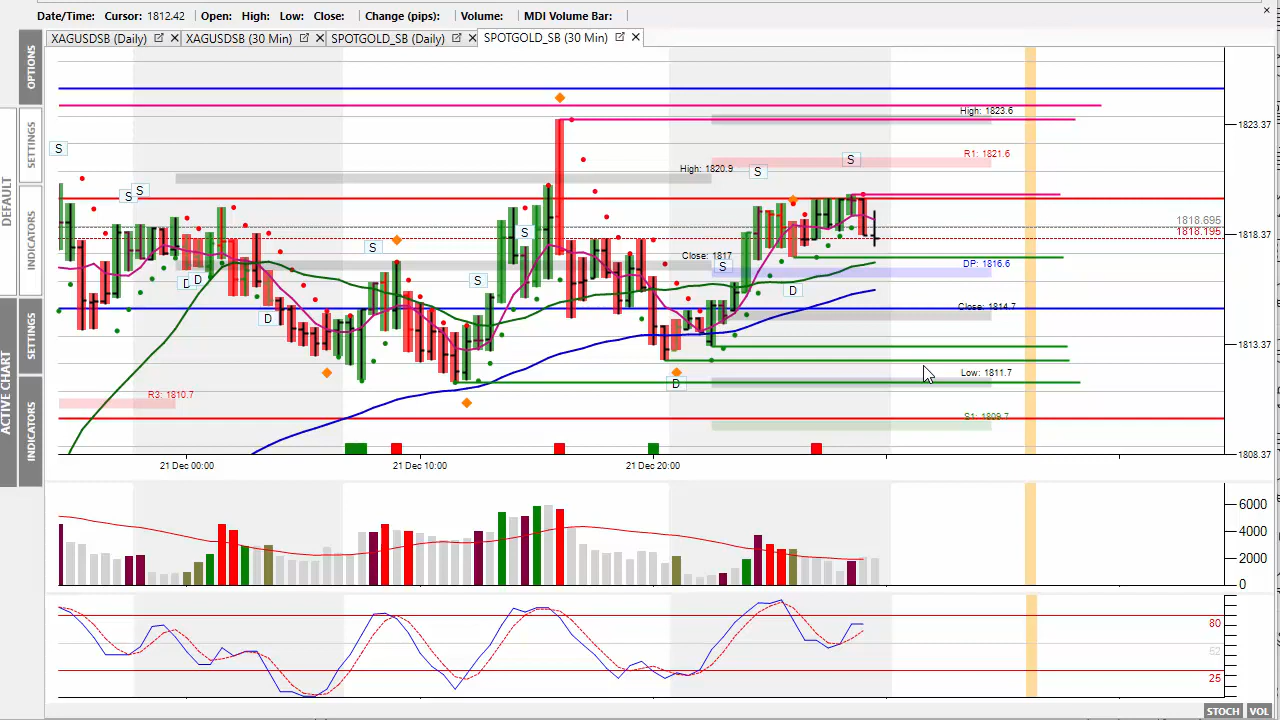 Date/Time: Cursor: 1812.42 Open: High: Low: Close: Change (pips): Volume: MDI Volume Bar:
XAGUSDSB (Daily) XAGUSDSB (30 Min) SPOTGOLD_SB (Daily) SPOTGOLD_SB (30 Min)
OPTIONS
SETTINGS
INDICATORS
DEFAULT
SETTINGS
INDICATORS
ACTIVE CHART
High: 1823.6
1823.37
S
R1: 1821.6
S
S
High: 1820.9
S
S S
1818.695
1818.195
1818.37
S
S
Close: 1817
S
DP: 1816.6
D D
S
D
Close: 1814.7
D
1813.37
Low: 1811.7
D
R3: 1810.7
S1: 1809.7
1808.37
21 Dec 00:00 21 Dec 10:00 21 Dec 20:00
6000
4000
2000
0
80
52
25
STOCH VOL